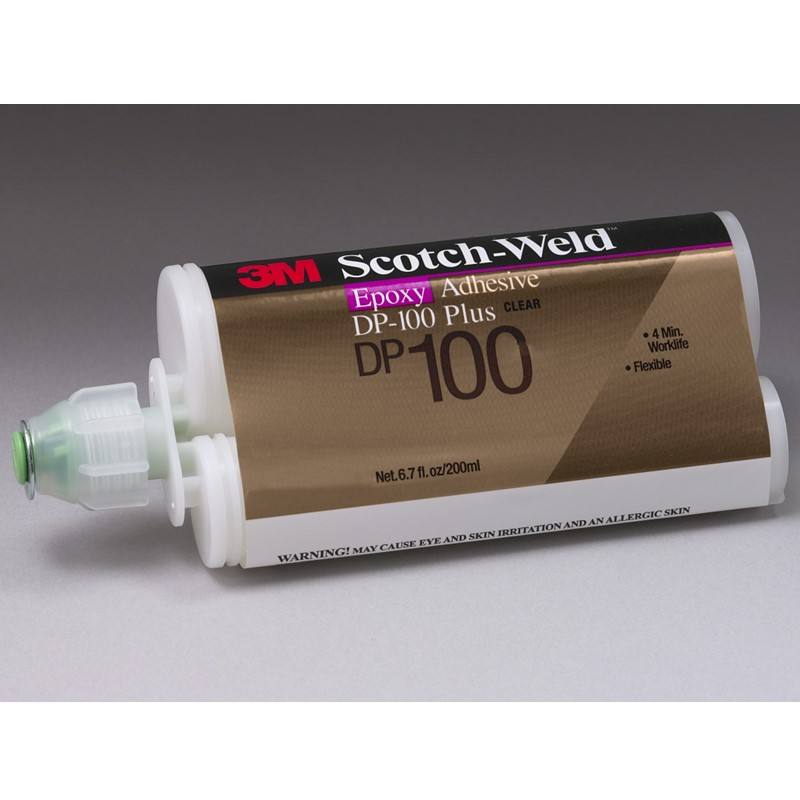 3M Scotch-Weld™
Epoxy Adhesive
DP-100 Plus CLEAR
DP100
• 4 Min.
Worklife
• Flexible
Net.6.7 fl. oz/200ml
WARNING! MAY CAUSE EYE AND SKIN IRRITATION AND AN ALLERGIC SKIN